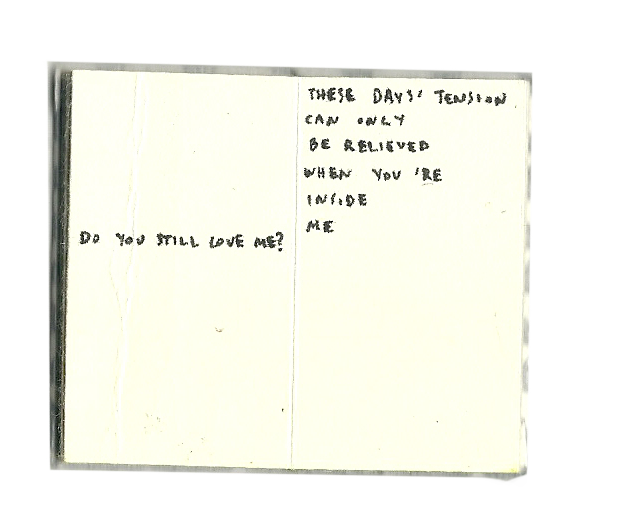 DO YOU STILL LOVE ME?
THESE DAYS' TENSION
CAN ONLY
BE RELIEVED
WHEN YOU'RE
INSIDE
ME